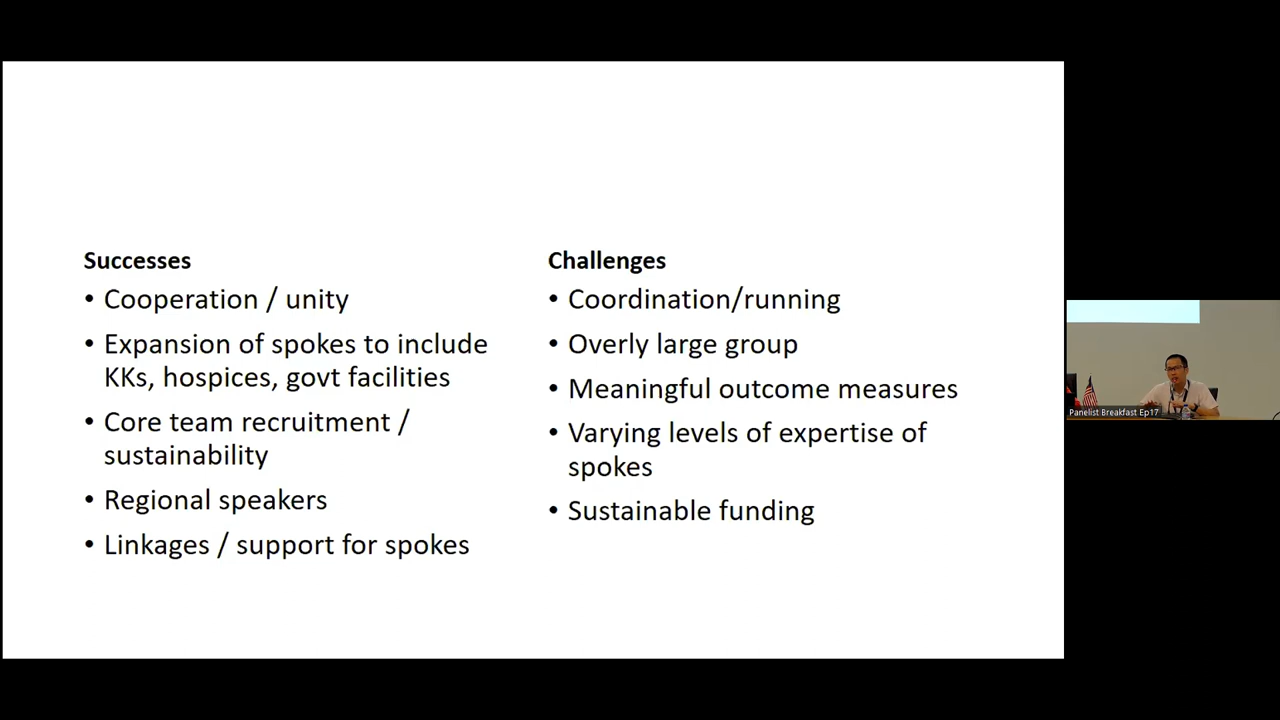 Successes
• Cooperation / unity
• Expansion of spokes to include
KKs, hospices, govt facilities
• Core team recruitment /
sustainability
• Regional speakers
• Linkages / support for spokes
Challenges
• Coordination/running
• Overly large group
• Meaningful outcome measures
• Varying levels of expertise of
spokes
• Sustainable funding
Panelist Breakfast Ep17